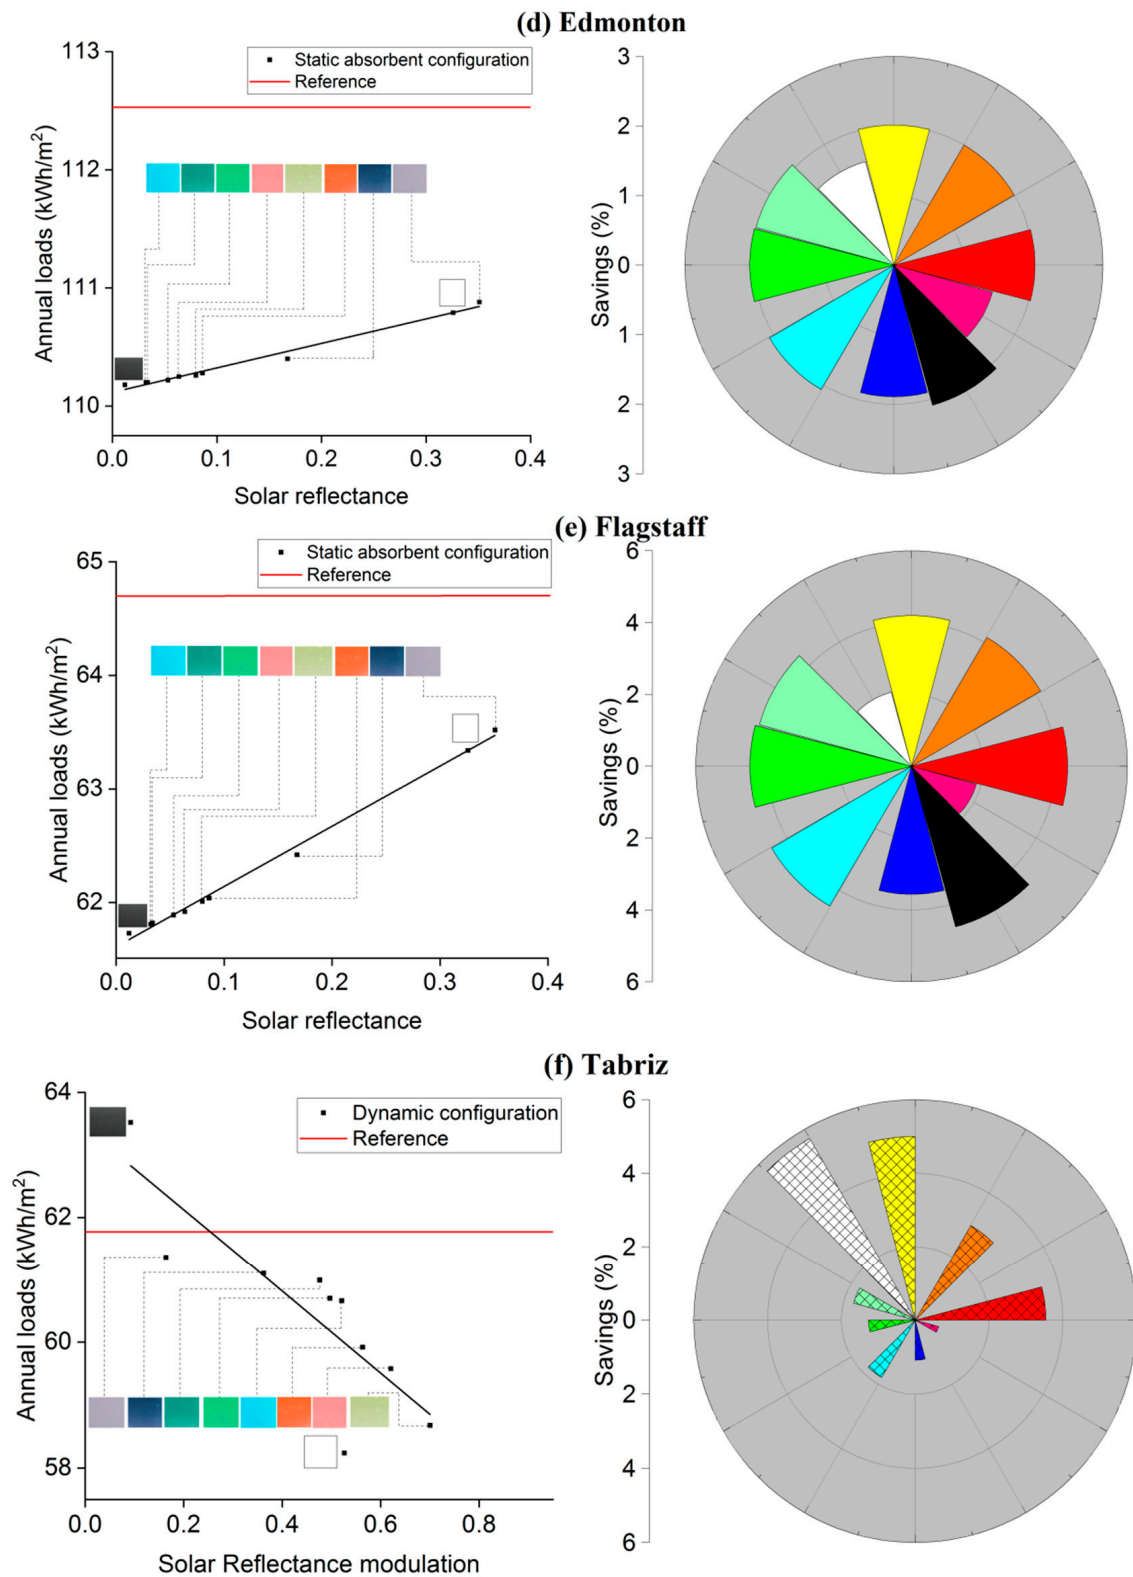 (d) Edmonton
Static absorbent configuration
Reference
Annual loads (kWh/m²)
113
112
111
110
0.0 0.1 0.2 0.3 0.4
Solar reflectance
Savings (%)
3
2
1
0
1
2
3
(e) Flagstaff
Static absorbent configuration
Reference
Annual loads (kWh/m²)
65
64
63
62
0.0 0.1 0.2 0.3 0.4
Solar reflectance
Savings (%)
6
4
2
0
2
4
6
(f) Tabriz
Dynamic configuration
Reference
Annual loads (kWh/m²)
64
62
60
58
0.0 0.2 0.4 0.6 0.8
Solar Reflectance modulation
Savings (%)
6
4
2
0
2
4
6